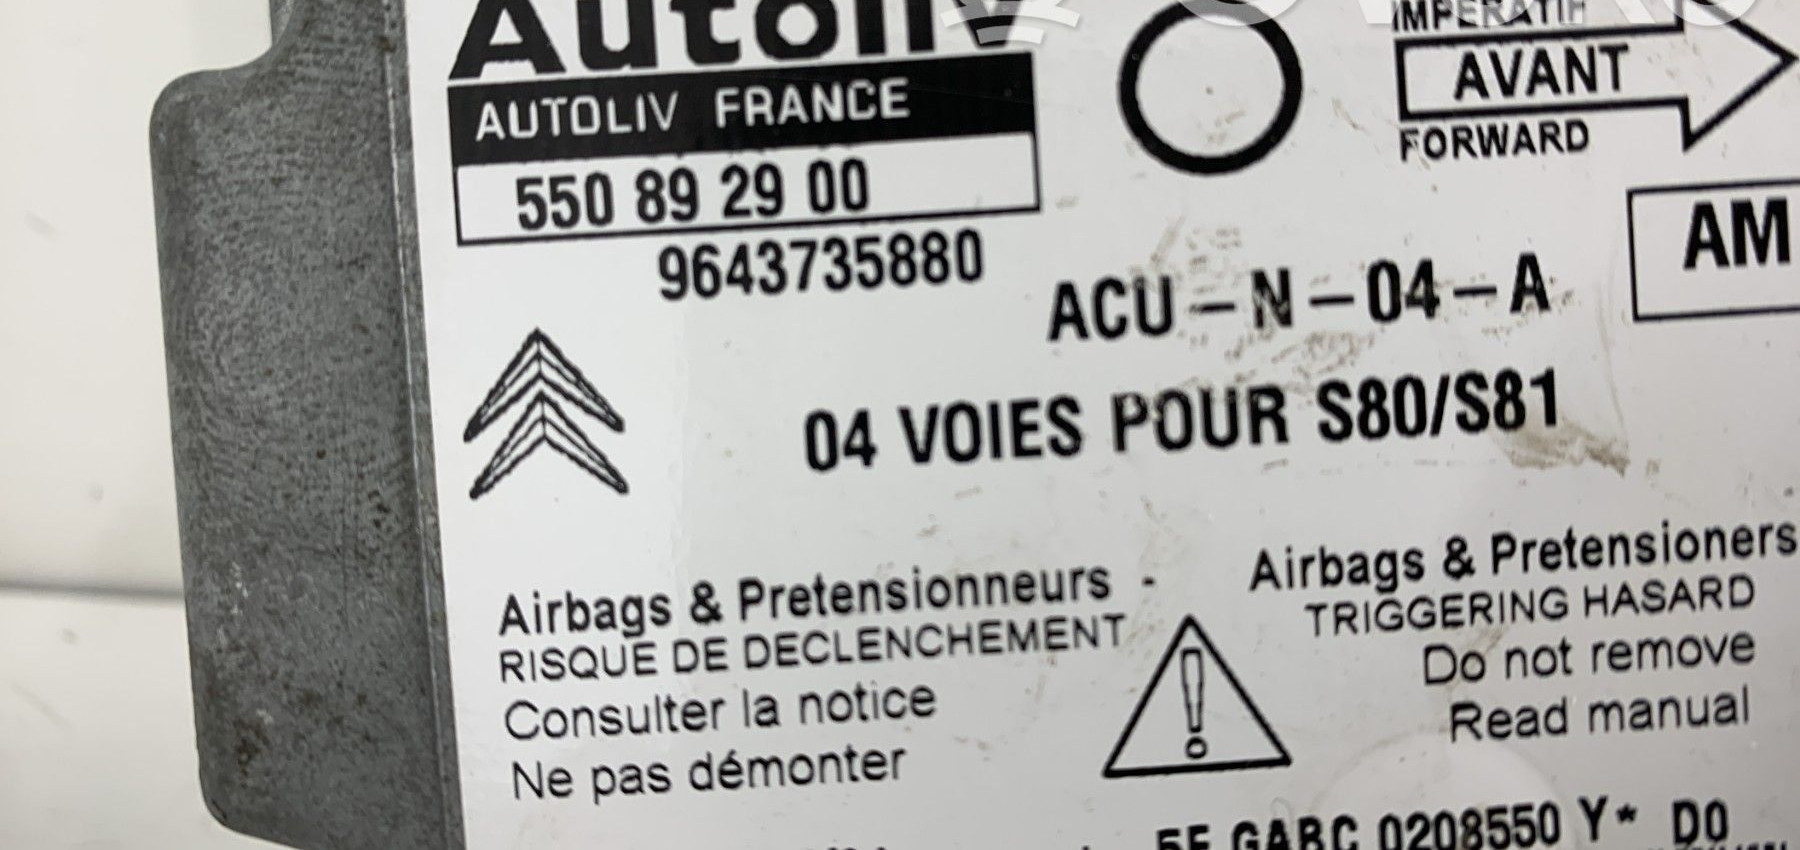 Autoliv
AUTOLIV FRANCE
550 89 29 00
9643735880
IMPERATIF
AVANT
FORWARD
AM
ACU-N-04-A
04 VOIES POUR S80/S81
Airbags & Pretensionneurs -
RISQUE DE DECLENCHEMENT
Consulter la notice
Ne pas démonter
Airbags & Pretensioners
TRIGGERING HASARD
Do not remove
Read manual
5E GABC 0208550 Y* D0